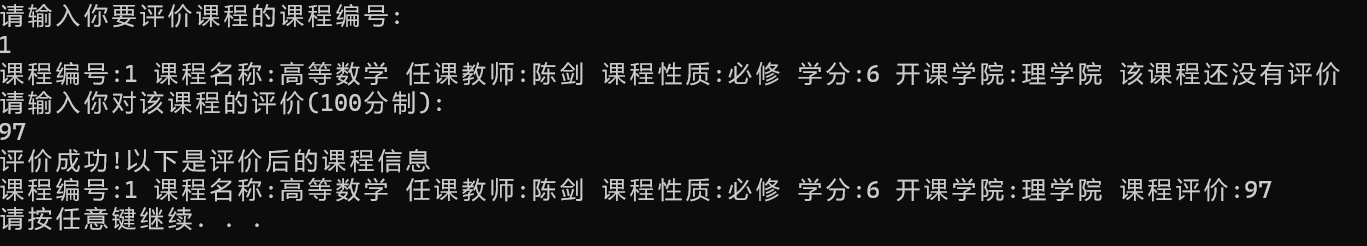 请输入你要评价课程的课程编号:
1
课程编号:1 课程名称:高等数学 任课教师:陈剑 课程性质:必修 学分:6 开课学院:理学院 该课程还没有评价
请输入你对该课程的评价(100分制):
97
评价成功!以下是评价后的课程信息
课程编号:1 课程名称:高等数学 任课教师:陈剑 课程性质:必修 学分:6 开课学院:理学院 课程评价:97
请按任意键继续. . .